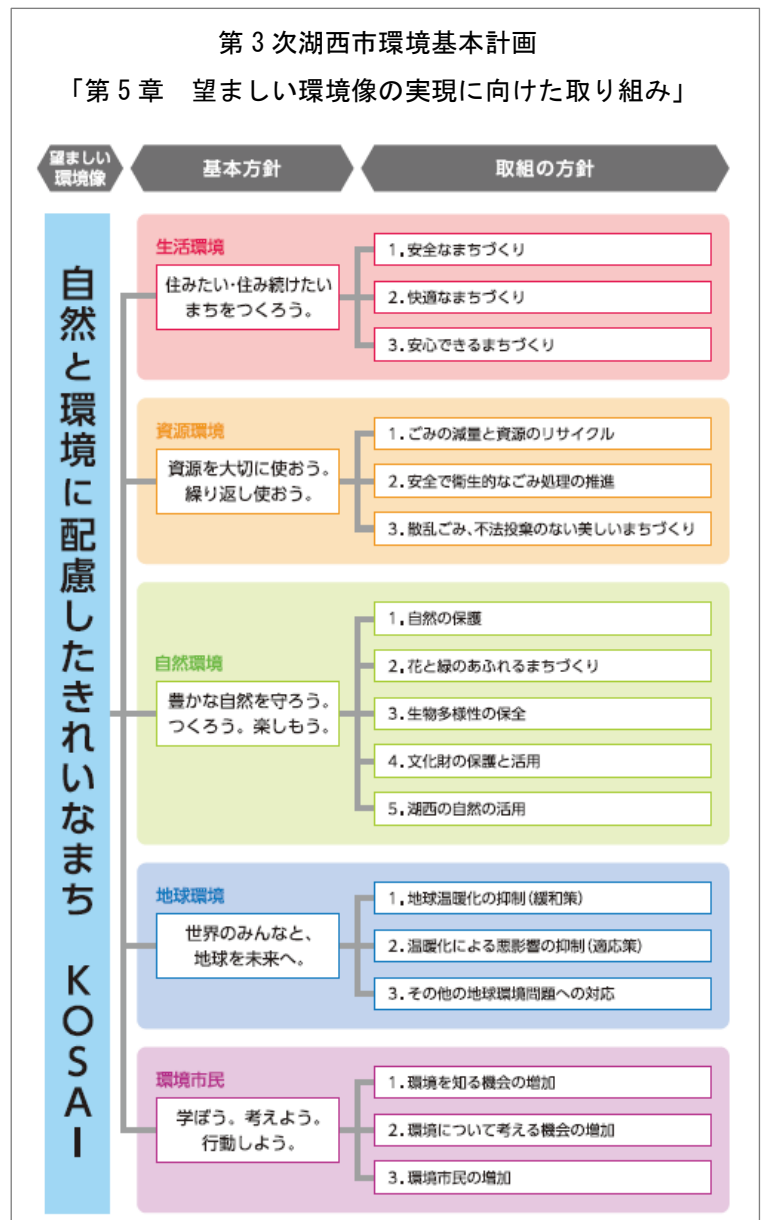 第3次湖西市環境基本計画
「第5章　望ましい環境像の実現に向けた取り組み」
望ましい
環境像
基本方針
取組の方針
自然と環境に配慮したきれいなまち　KOSAI
生活環境
住みたい・住み続けたい
まちをつくろう。
1.安全なまちづくり
2.快適なまちづくり
3.安心できるまちづくり
資源環境
資源を大切に使おう。
繰り返し使おう。
1.ごみの減量と資源のリサイクル
2.安全で衛生的なごみ処理の推進
3.散乱ごみ、不法投棄のない美しいまちづくり
自然環境
豊かな自然を守ろう。
つくろう。楽しもう。
1.自然の保護
2.花と緑のあふれるまちづくり
3.生物多様性の保全
4.文化財の保護と活用
5.湖西の自然の活用
地球環境
世界のみんなと、
地球を未来へ。
1.地球温暖化の抑制(緩和策)
2.温暖化による悪影響の抑制(適応策)
3.その他の地球環境問題への対応
環境市民
学ぼう。考えよう。
行動しよう。
1.環境を知る機会の増加
2.環境について考える機会の増加
3.環境市民の増加